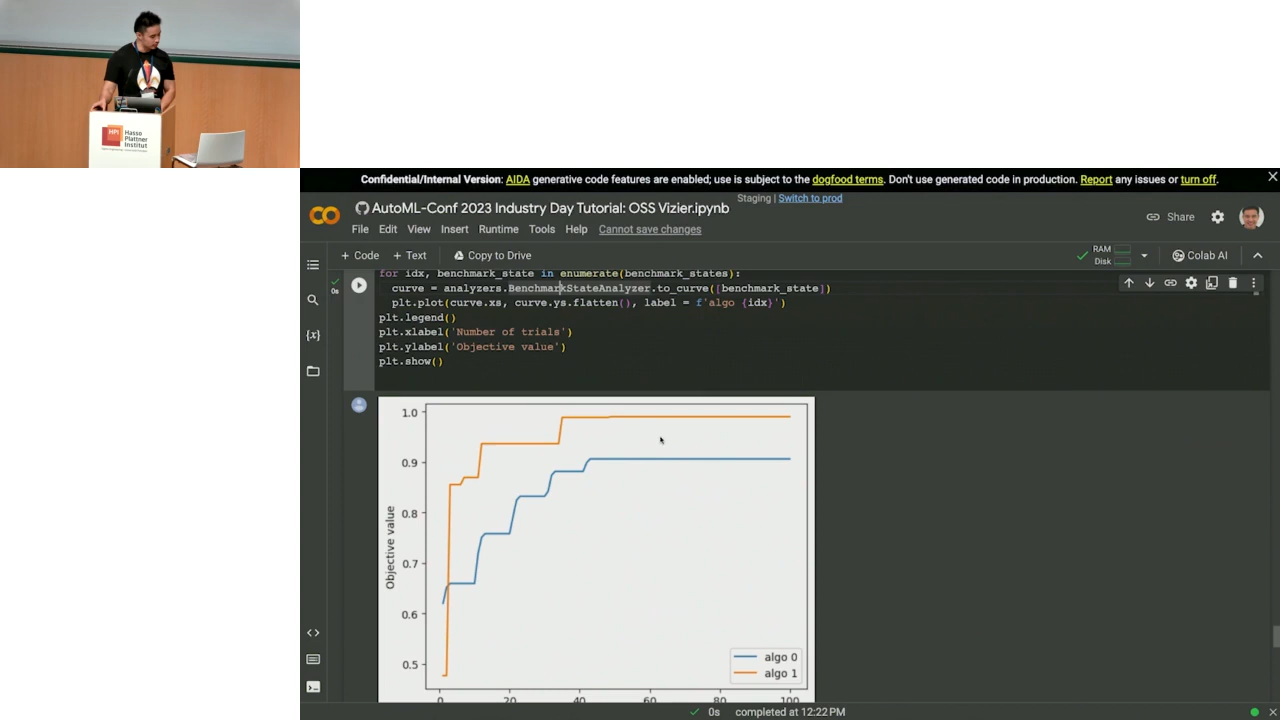 HPI
Hasso
Plattner
Institut
Confidential/Internal Version: AIDA generative code features are enabled; use is subject to the dogfood terms. Don't use generated code in production. Report any issues or turn off.
Staging | Switch to prod
AutoML-Conf 2023 Industry Day Tutorial: OSS Vizier.ipynb
File Edit View Insert Runtime Tools Help Cannot save changes
Share
+ Code + Text Copy to Drive
RAM
Disk
Colab AI
0s
for idx, benchmark_state in enumerate(benchmark_states):
curve = analyzers.BenchmarkStateAnalyzer.to_curve([benchmark_state])
plt.plot(curve.xs, curve.ys.flatten(), label = f'algo {idx}')
plt.legend()
plt.xlabel('Number of trials')
plt.ylabel('Objective value')
plt.show()
1.0
0.9
0.8
0.7
0.6
0.5
Objective value
algo 0
algo 1
0 20 40 60 80 100
0s completed at 12:22 PM